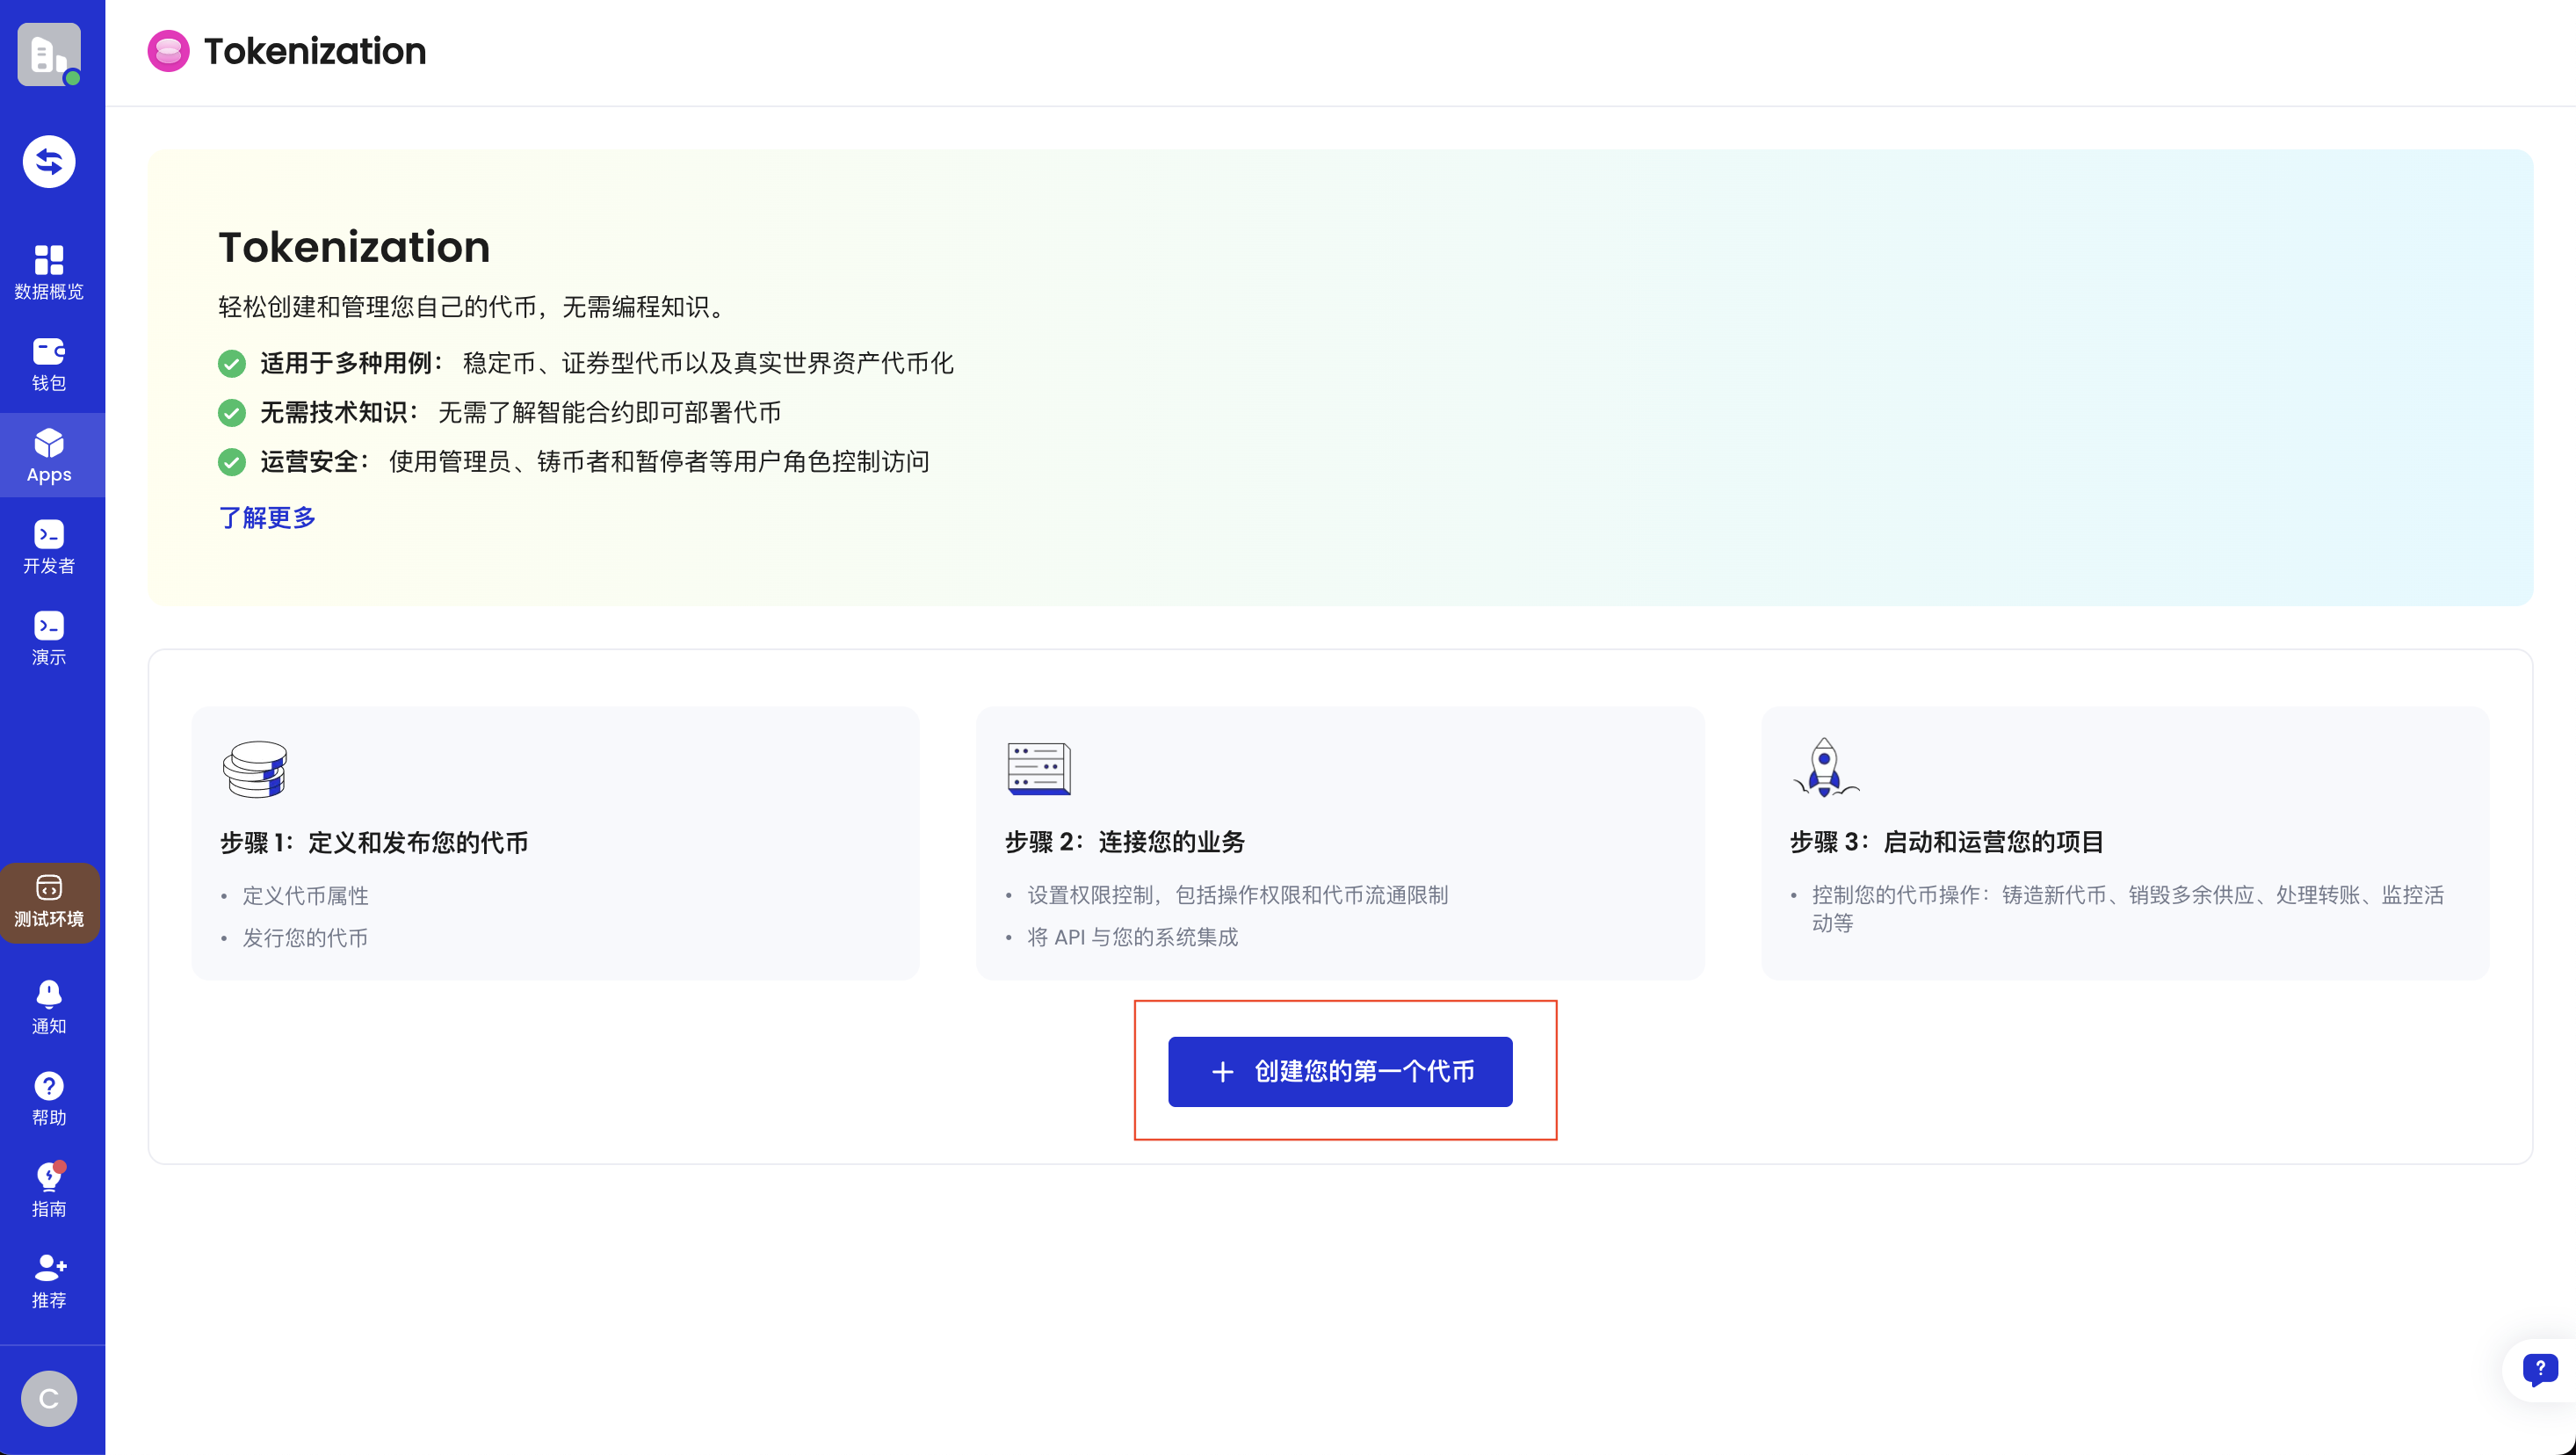 Tokenization
数据概览
钱包
Apps
开发者
演示
测试环境
通知
帮助
指南
推荐
C
Tokenization
轻松创建和管理您自己的代币，无需编程知识。
适用于多种用例： 稳定币、证券型代币以及真实世界资产代币化
无需技术知识： 无需了解智能合约即可部署代币
运营安全： 使用管理员、铸币者和暂停者等用户角色控制访问
了解更多
步骤 1：定义和发布您的代币
• 定义代币属性
• 发行您的代币
步骤 2：连接您的业务
• 设置权限控制，包括操作权限和代币流通限制
• 将 API 与您的系统集成
步骤 3：启动和运营您的项目
• 控制您的代币操作：铸造新代币、销毁多余供应、处理转账、监控活
动等
+ 创建您的第一个代币